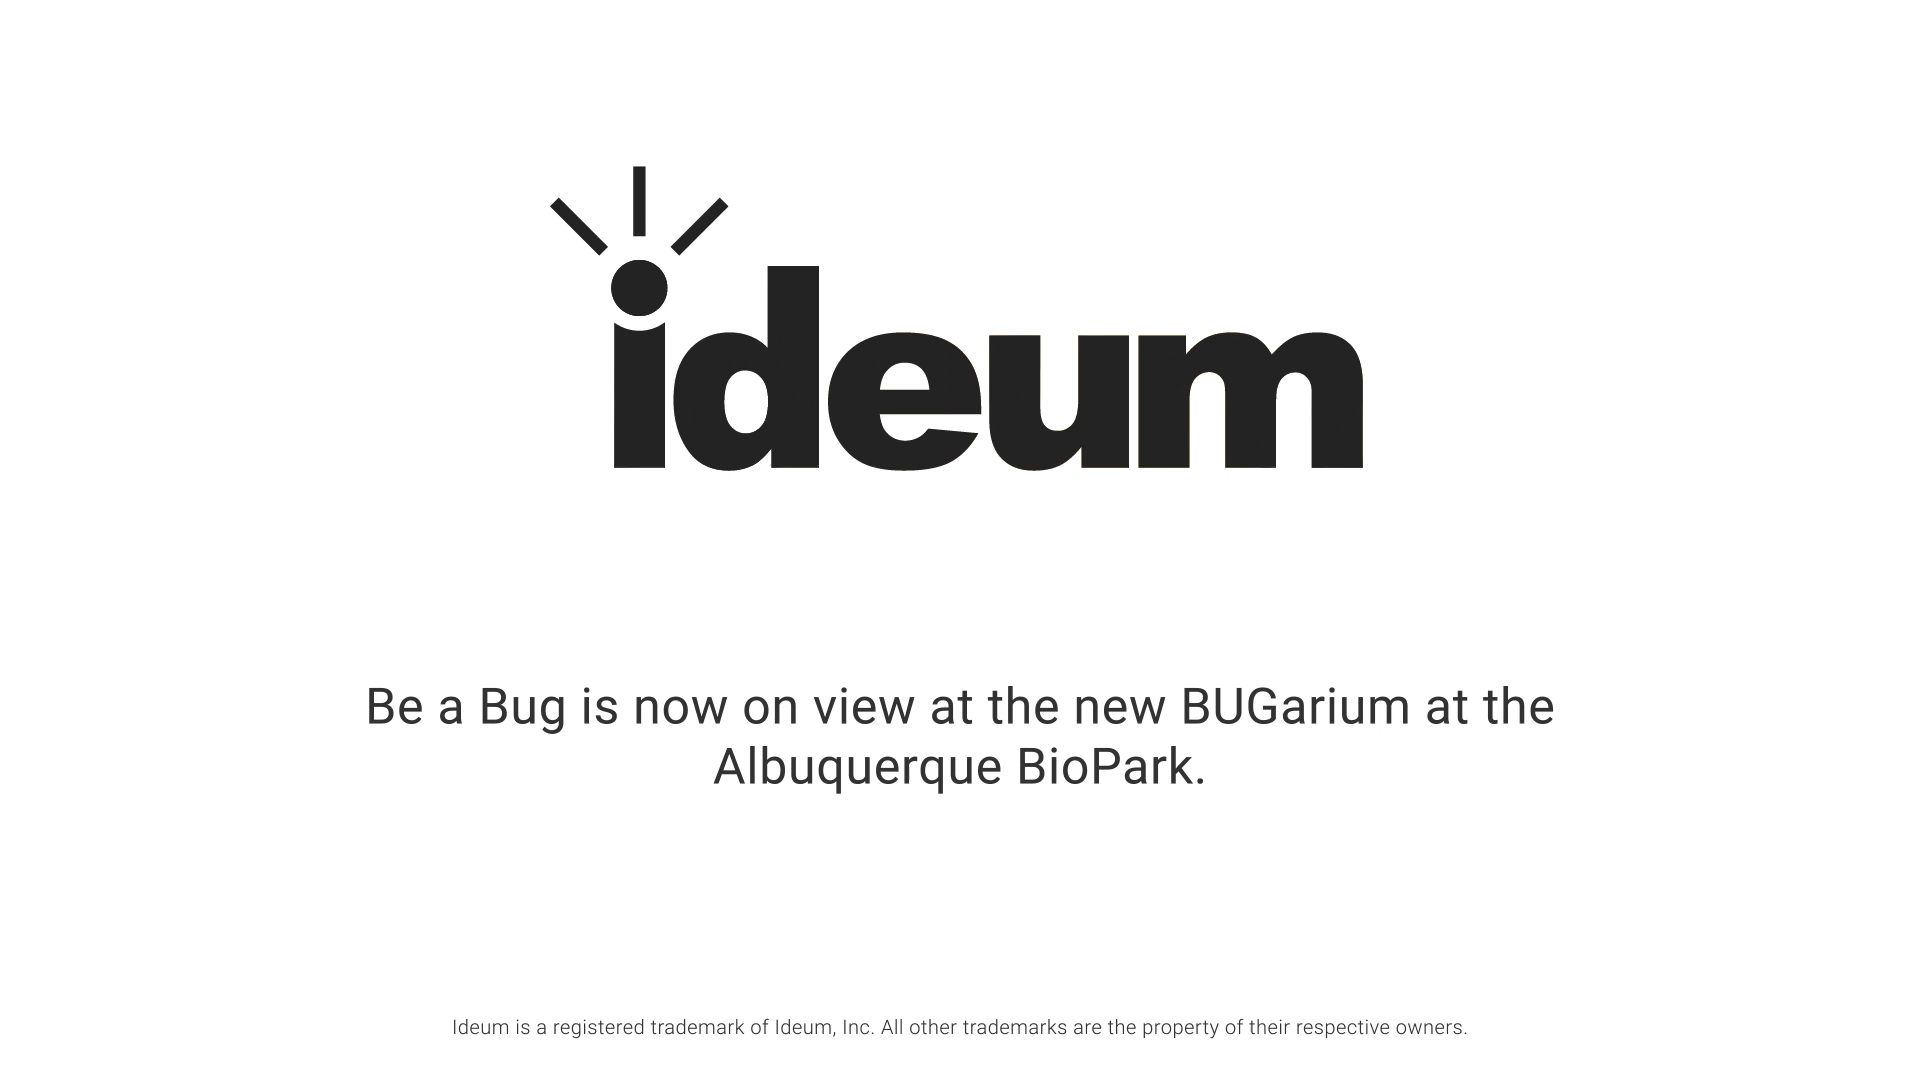 ideum
Be a Bug is now on view at the new BUGarium at the
Albuquerque BioPark.
Ideum is a registered trademark of Ideum, Inc. All other trademarks are the property of their respective owners.